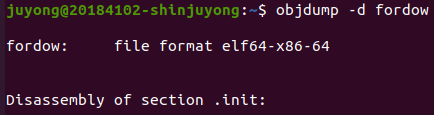 juyong@20184102-shinjuyong:~$ objdump -d fordow
fordow:     file format elf64-x86-64
Disassembly of section .init: